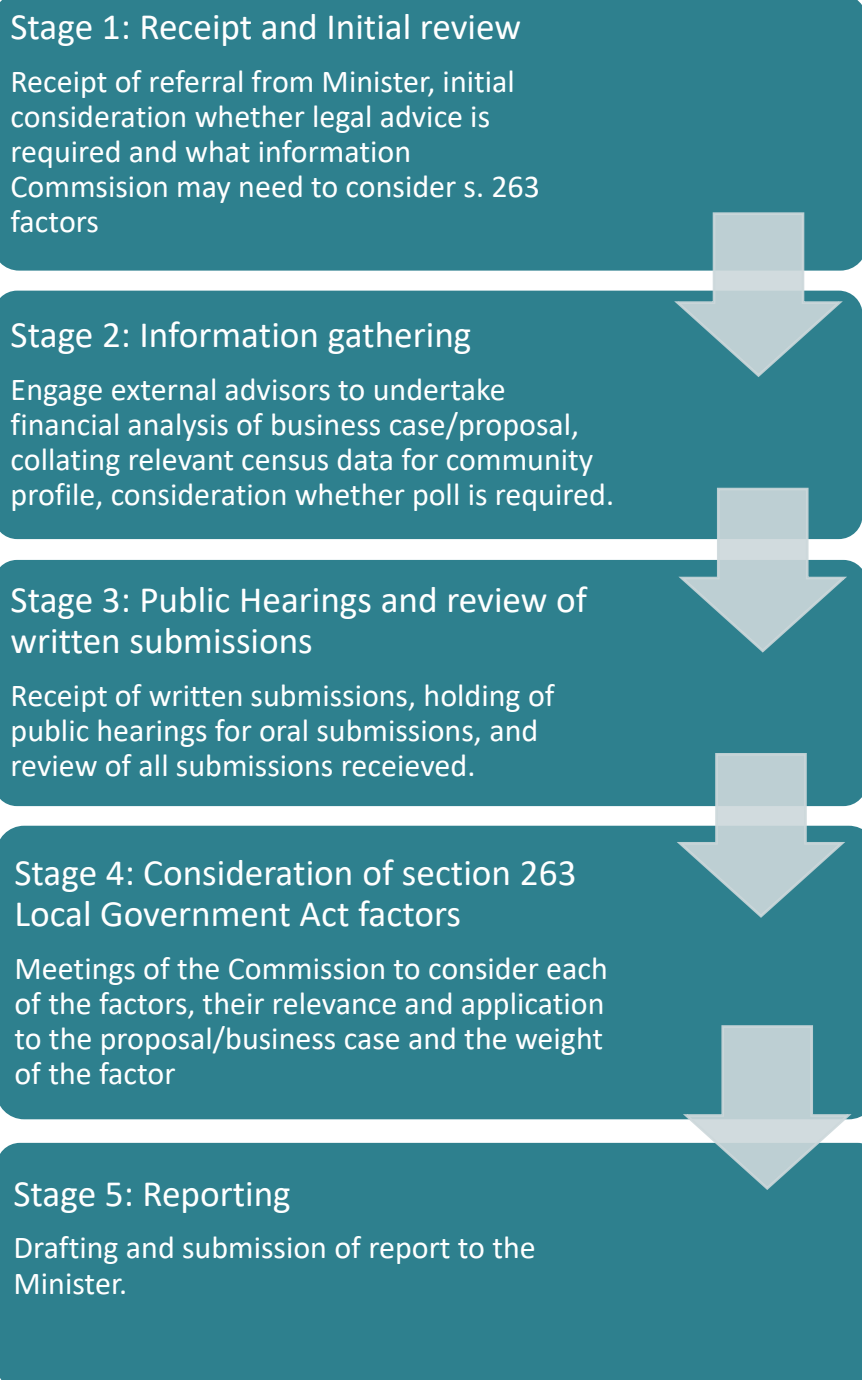 Stage 1: Receipt and Initial review
Receipt of referral from Minister, initial
consideration whether legal advice is
required and what information
Commsision may need to consider s. 263
factors
Stage 2: Information gathering
Engage external advisors to undertake
financial analysis of business case/proposal,
collating relevant census data for community
profile, consideration whether poll is required.
Stage 3: Public Hearings and review of
written submissions
Receipt of written submissions, holding of
public hearings for oral submissions, and
review of all submissions receieved.
Stage 4: Consideration of section 263
Local Government Act factors
Meetings of the Commission to consider each
of the factors, their relevance and application
to the proposal/business case and the weight
of the factor
Stage 5: Reporting
Drafting and submission of report to the
Minister.